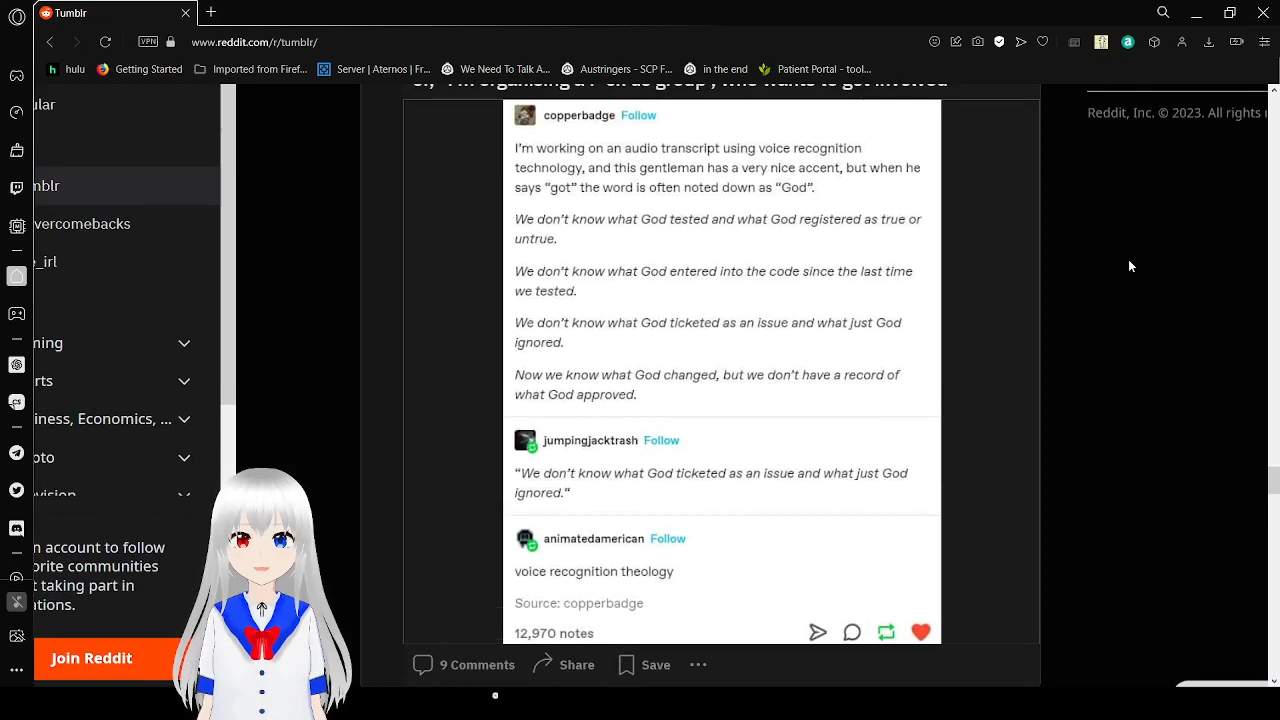 Tumblr
VPN
www.reddit.com/r/tumblr/
hulu
Getting Started
Imported from Firef...
Server | Aternos | Fr...
We Need To Talk A...
Austringers - SCP F...
in the end
Patient Portal - tool...
ular
mblr
vercomebacks
e_irl
ming
rts
iness, Economics, ...
pto
evision
n account to follow
orite communities
t taking part in
ations.
Join Reddit
copperbadge Follow
I'm working on an audio transcript using voice recognition
technology, and this gentleman has a very nice accent, but when he
says “got” the word is often noted down as “God”.
We don't know what God tested and what God registered as true or
untrue.
We don't know what God entered into the code since the last time
we tested.
We don't know what God ticketed as an issue and what just God
ignored.
Now we know what God changed, but we don't have a record of
what God approved.
jumpingjacktrash Follow
“We don't know what God ticketed as an issue and what just God
ignored.“
animatedamerican Follow
voice recognition theology
Source: copperbadge
12,970 notes
9 Comments
Share
Save
Reddit, Inc. © 2023. All rights